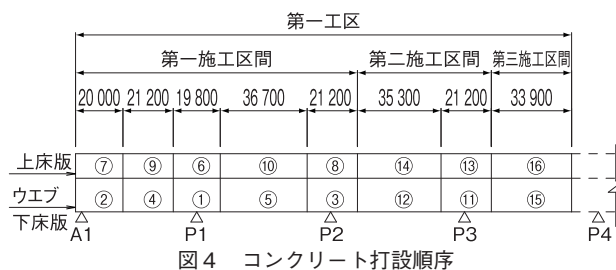 第一工区
第一施工区間 第二施工区間 第三施工区間
20 000 21 200 19 800 36 700 21 200 35 300 21 200 33 900
上床版 ⑦ ⑨ ⑥ ⑩ ⑧ ⑭ ⑬ ⑯
ウエブ ② ④ ① ⑤ ③ ⑫ ⑪ ⑮
下床版
A1 P1 P2 P3 P4
図4 コンクリート打設順序